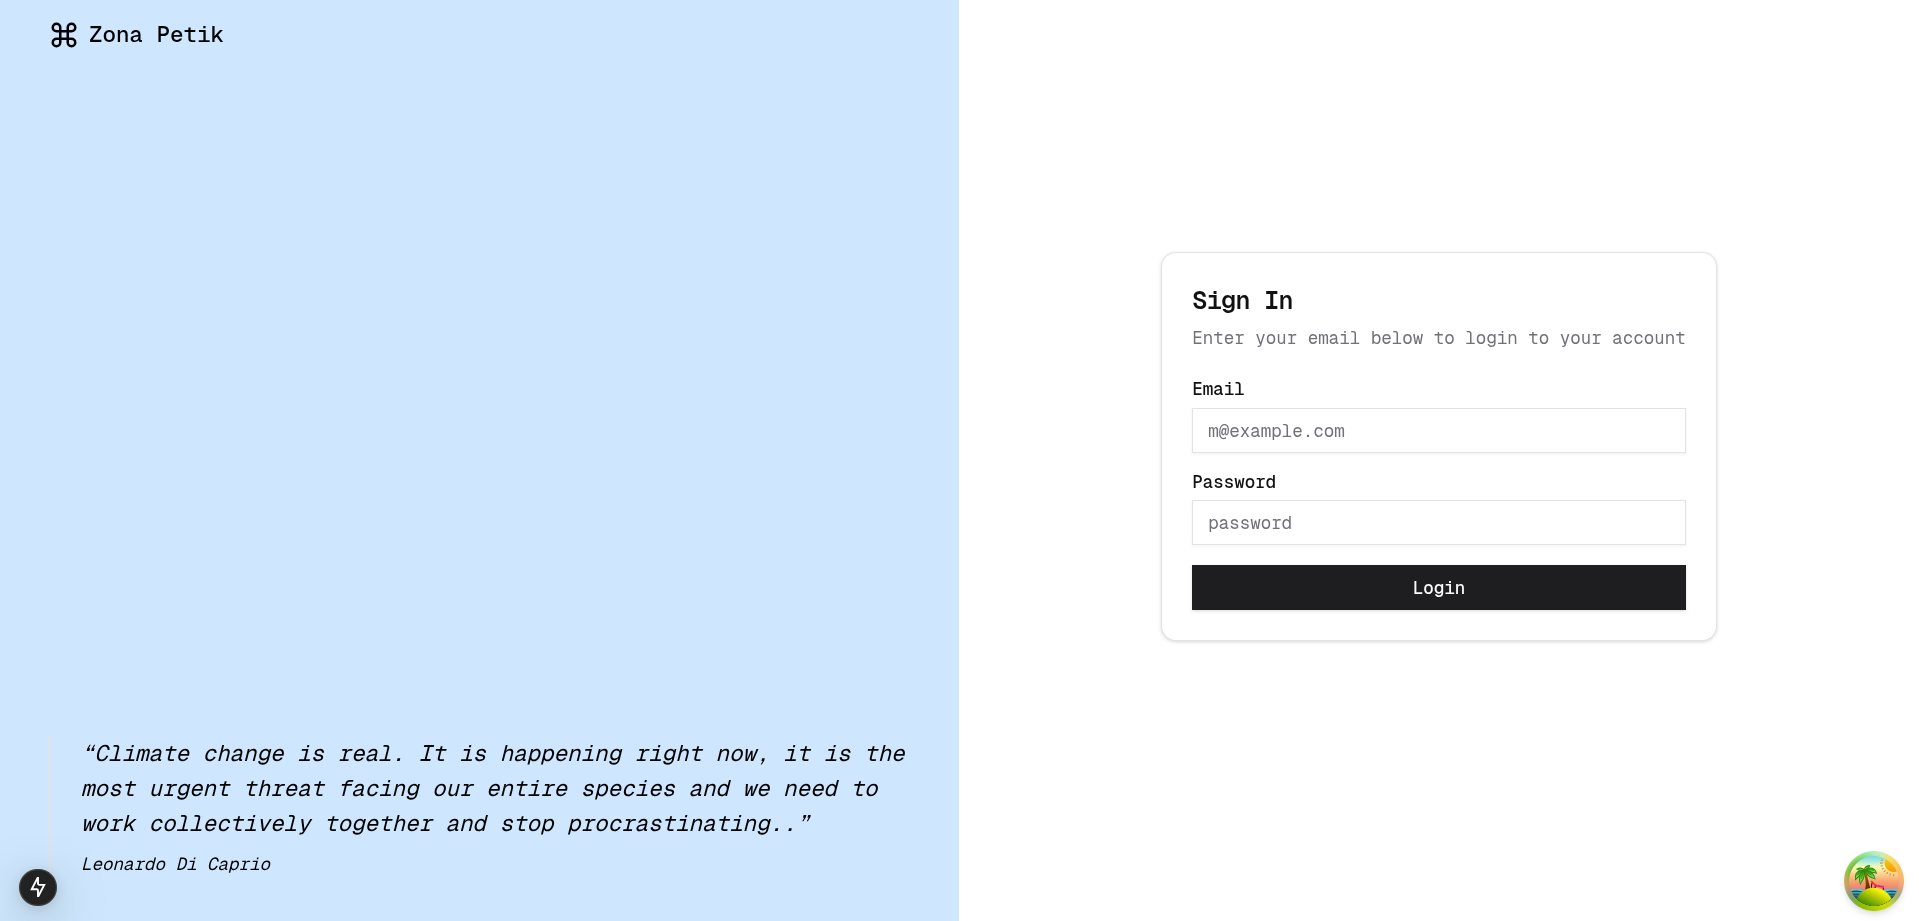 Zona Petik
“Climate change is real. It is happening right now, it is the
most urgent threat facing our entire species and we need to
work collectively together and stop procrastinating..”
Leonardo Di Caprio
Sign In
Enter your email below to login to your account
Email
m@example.com
Password
password
Login